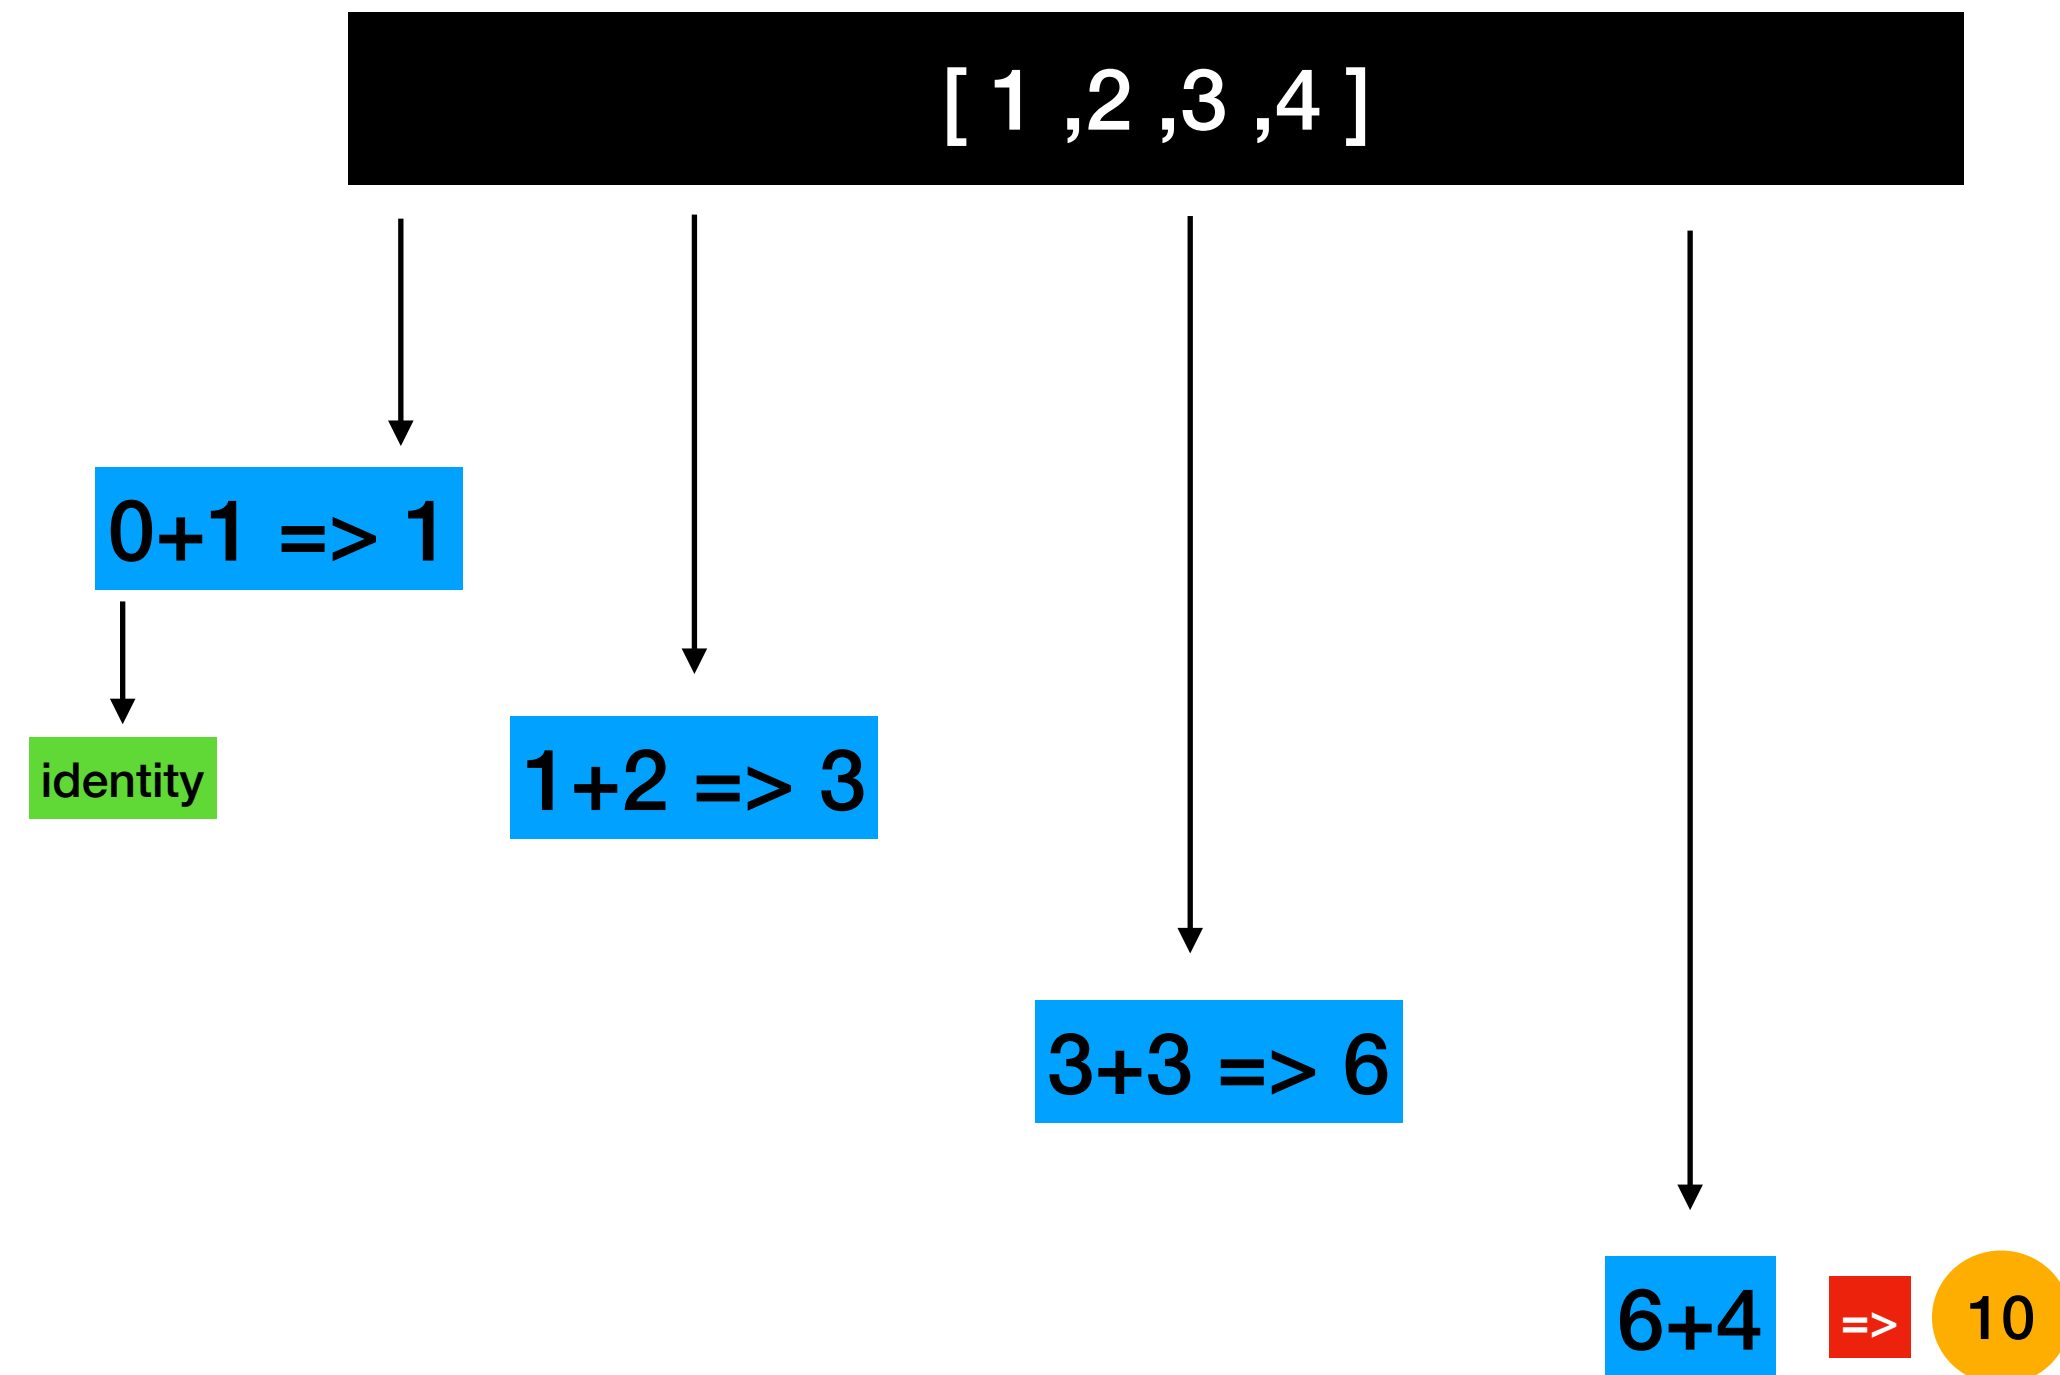 [ 1 ,2 ,3 ,4 ]
0+1 => 1
identity
1+2 => 3
3+3 => 6
6+4 => 10